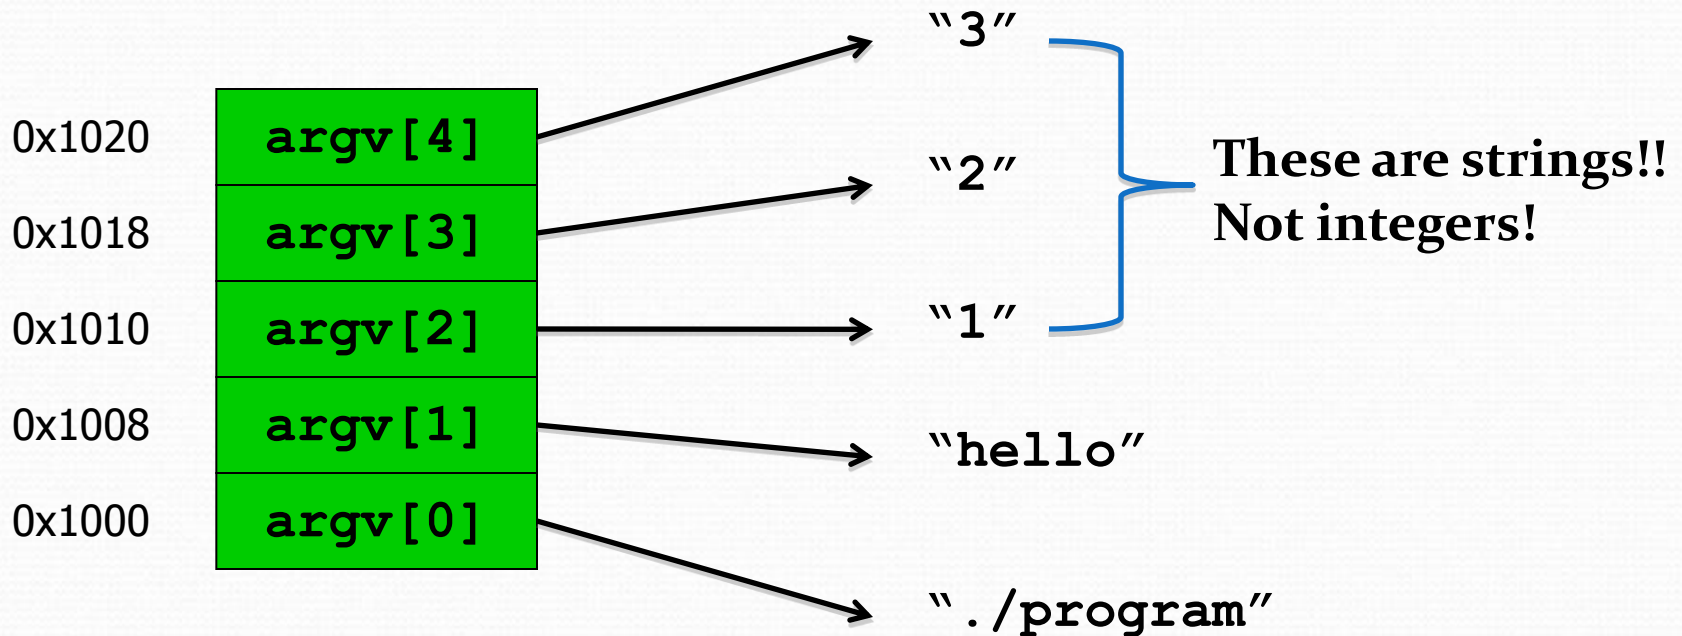 “3”
0x1020 argv[4]
“2”
These are strings!!
Not integers!
0x1018 argv[3]
0x1010 argv[2]
“1”
0x1008 argv[1]
“hello”
0x1000 argv[0]
“./program”